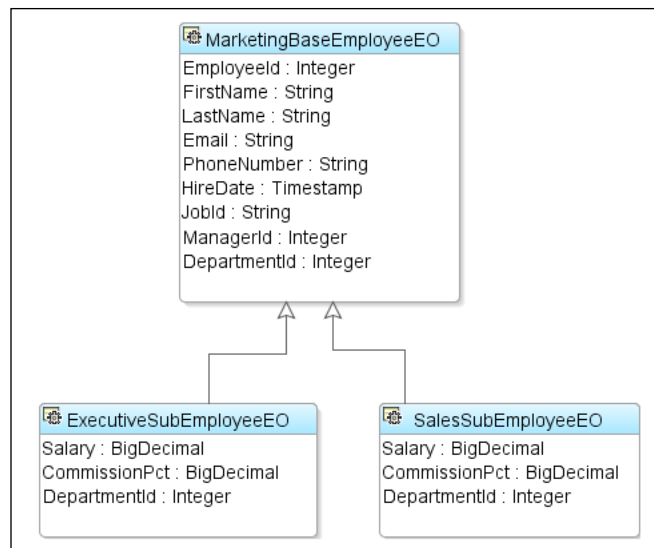 MarketingBaseEmployeeEO
EmployeeId : Integer
FirstName : String
LastName : String
Email : String
PhoneNumber : String
HireDate : Timestamp
JobId : String
ManagerId : Integer
DepartmentId : Integer
ExecutiveSubEmployeeEO
Salary : BigDecimal
CommissionPct : BigDecimal
DepartmentId : Integer
SalesSubEmployeeEO
Salary : BigDecimal
CommissionPct : BigDecimal
DepartmentId : Integer